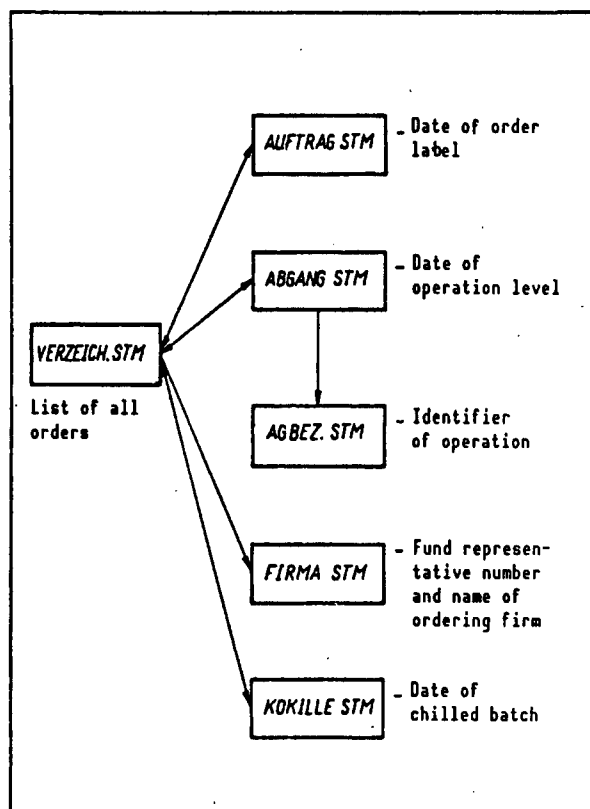 AUFTRAG STM
- Date of order
label
ABGANG STM
- Date of
operation level
VERZEICH. STM
List of all
orders
AGBEZ. STM
- Identifier
of operation
FIRMA STM
- Fund represen-
tative number
and name of
ordering firm
KOKILLE STM
- Date of
chilled batch